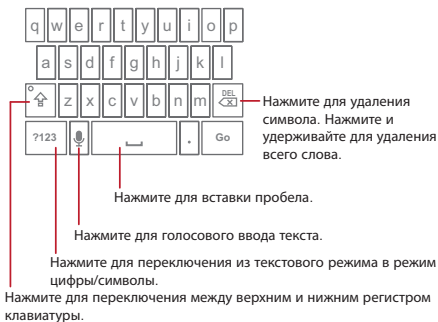 q w e r t y u i o p
a s d f g h j k l
z x c v b n m DEL
?123 . Go
Нажмите для удаления
символа. Нажмите и
удерживайте для удаления
всего слова.
Нажмите для вставки пробела.
Нажмите для голосового ввода текста.
Нажмите для переключения из текстового режима в режим
цифры/символы.
Нажмите для переключения между верхним и нижним регистром
клавиатуры.